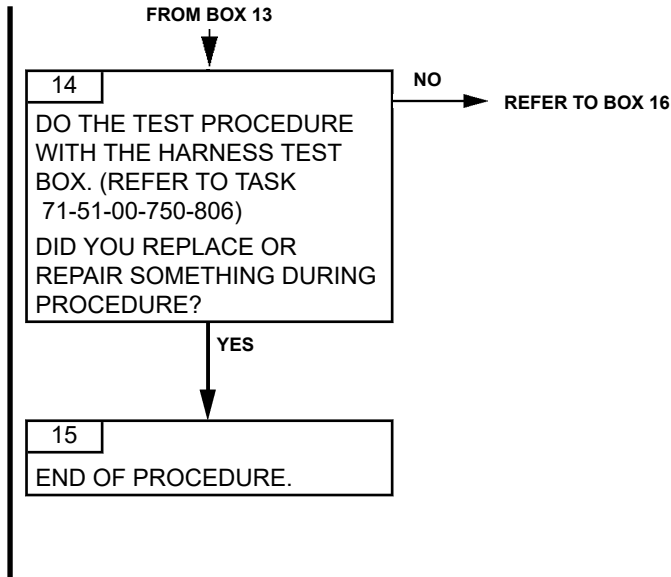 FROM BOX 13
14
NO
REFER TO BOX 16
DO THE TEST PROCEDURE
WITH THE HARNESS TEST
BOX. (REFER TO TASK
71-51-00-750-806)
DID YOU REPLACE OR
REPAIR SOMETHING DURING
PROCEDURE?
YES
15
END OF PROCEDURE.